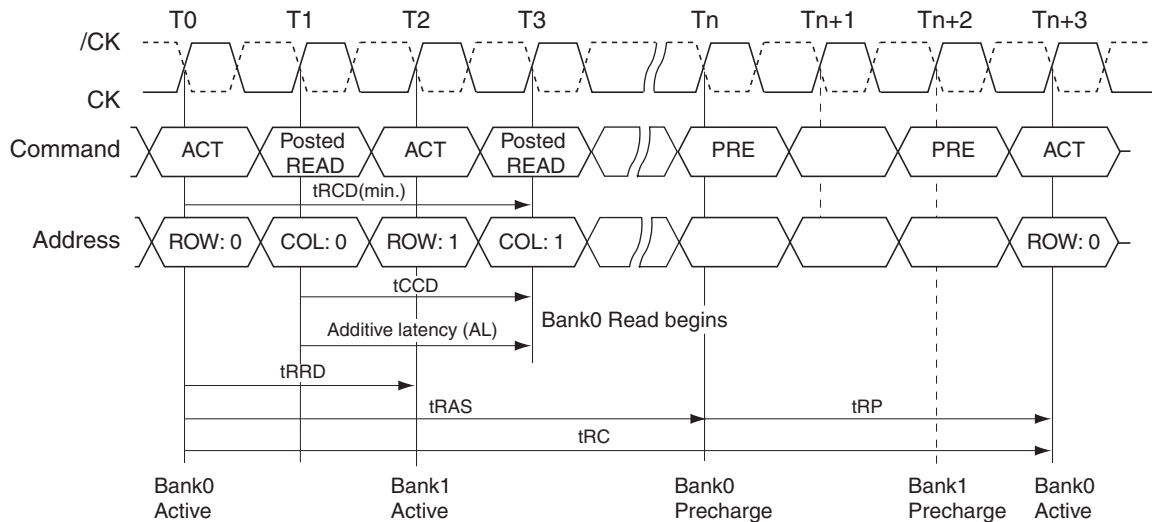 T0 T1 T2 T3 Tn Tn+1 Tn+2 Tn+3
/CK
CK
Command ACT Posted READ ACT Posted READ PRE PRE ACT
tRCD(min.)
Address ROW: 0 COL: 0 ROW: 1 COL: 1 ROW: 0
tCCD
Bank0 Read begins
Additive latency (AL)
tRRD
tRAS tRP
tRC
Bank0 Active Bank1 Active Bank0 Precharge Bank1 Precharge Bank0 Active